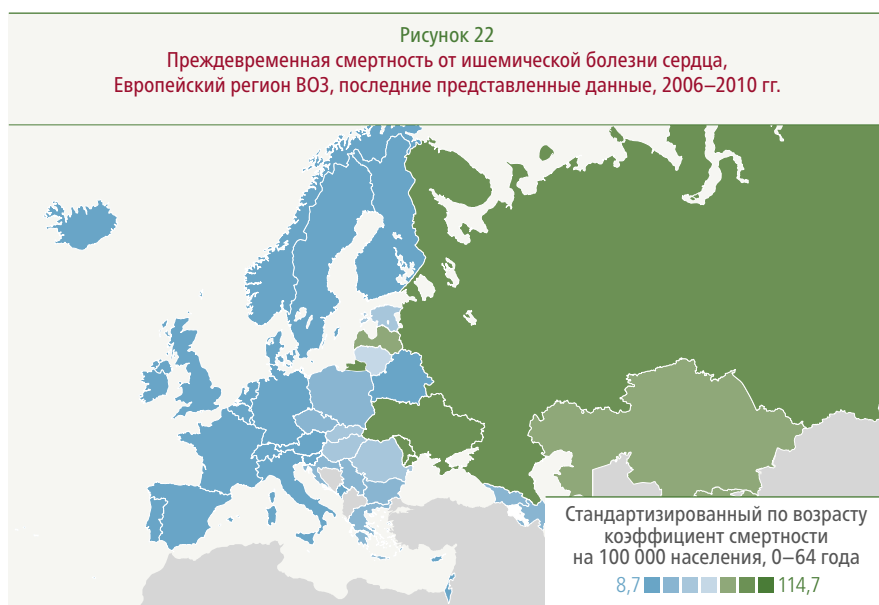 Рисунок 22
Преждевременная смертность от ишемической болезни сердца,
Европейский регион ВОЗ, последние представленные данные, 2006–2010 гг.
Стандартизированный по возрасту
коэффициент смертности
на 100 000 населения, 0–64 года
8,7 114,7